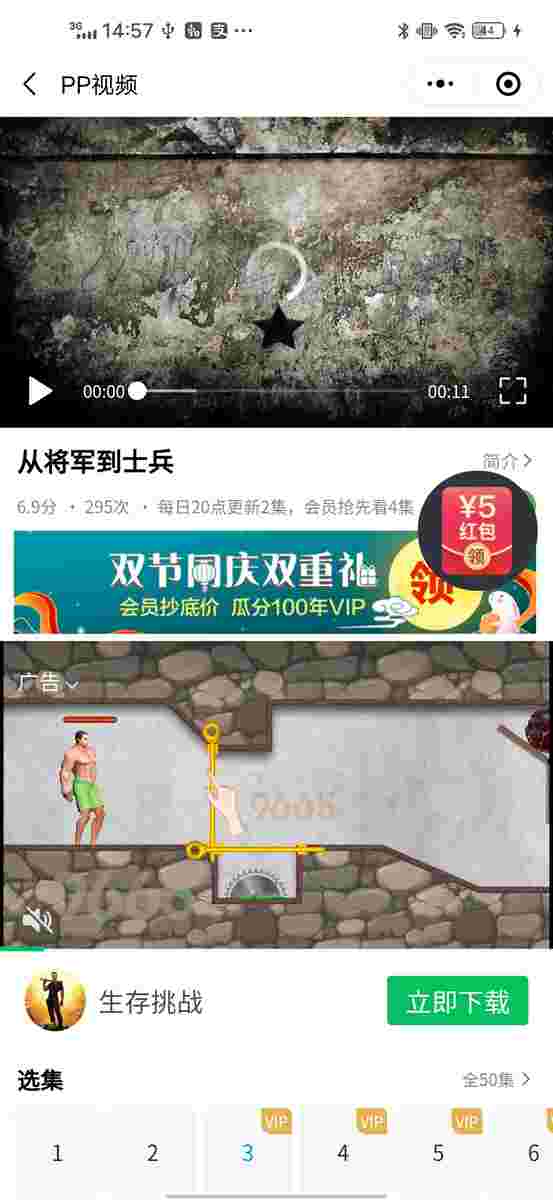 3G 14:57 44
PP视频
00:00 00:11
从将军到士兵
简介
6.9分 · 295次 · 每日20点更新2集，会员抢先看4集
¥5
红包
领
双节同庆双重礼
会员抄底价 瓜分100年VIP
领
广告
生存挑战
立即下载
选集
全50集
VIP VIP VIP
1 2 3 4 5 6